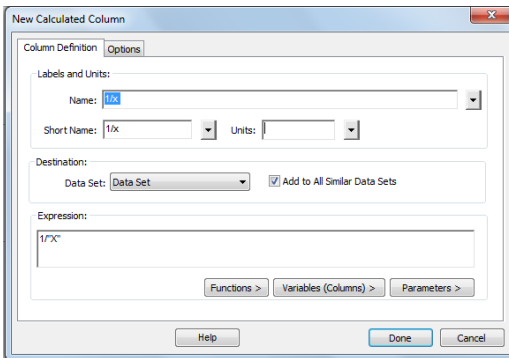 New Calculated Column
x
Column Definition Options
Labels and Units:
Name: 1/x
Short Name: 1/x Units:
Destination:
Data Set: Data Set Add to All Similar Data Sets
Expression:
1/"X"
Functions > Variables (Columns) > Parameters >
Help Done Cancel